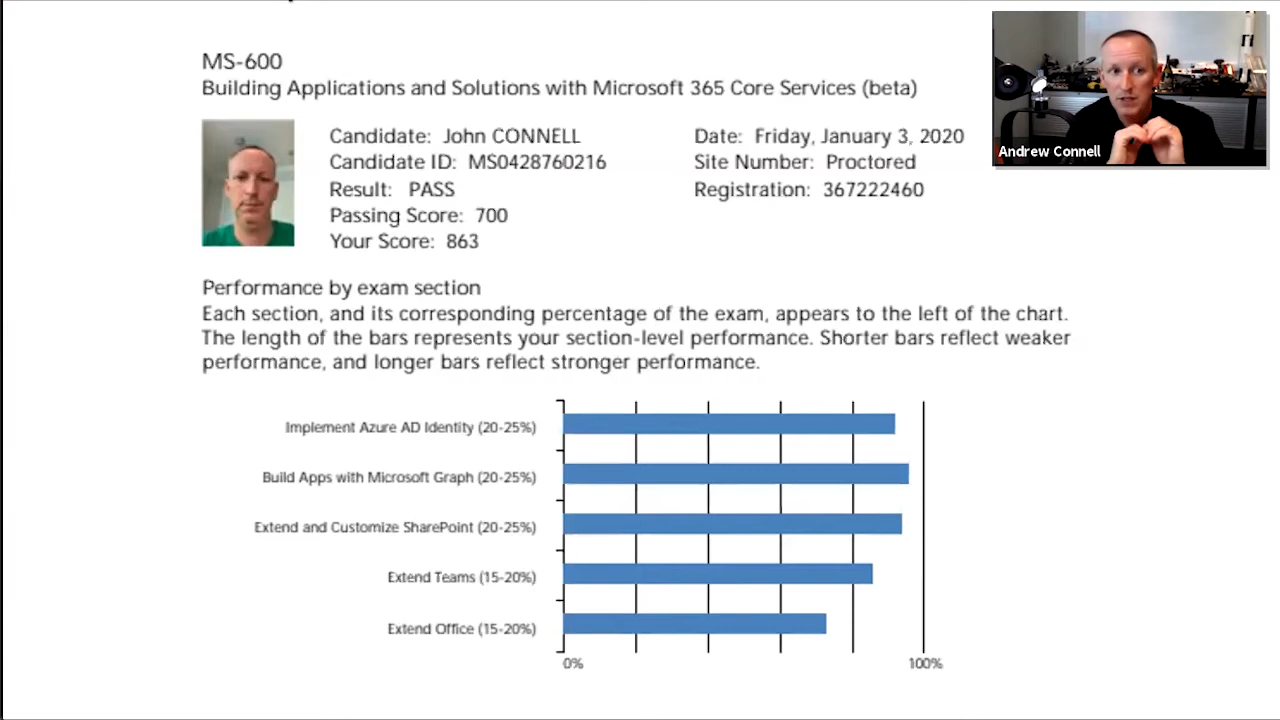 MS-600
Building Applications and Solutions with Microsoft 365 Core Services (beta)
Candidate: John CONNELL
Candidate ID: MS0428760216
Result: PASS
Passing Score: 700
Your Score: 863
Date: Friday, January 3, 2020
Site Number: Proctored
Registration: 367222460
Andrew Connell
Performance by exam section
Each section, and its corresponding percentage of the exam, appears to the left of the chart.
The length of the bars represents your section-level performance. Shorter bars reflect weaker
performance, and longer bars reflect stronger performance.
Implement Azure AD Identity (20-25%)
Build Apps with Microsoft Graph (20-25%)
Extend and Customize SharePoint (20-25%)
Extend Teams (15-20%)
Extend Office (15-20%)
0%
100%